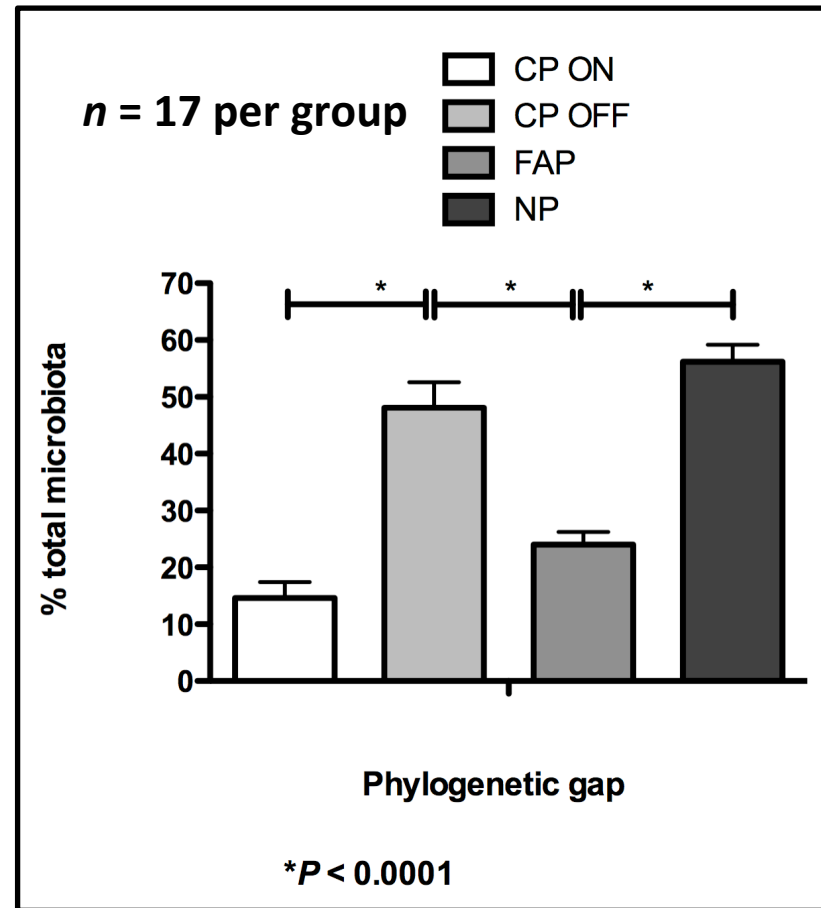 CP ON
CP OFF
n = 17 per group
FAP
NP
70
* * *
60
50
40
30
20
10
0
% total microbiota
Phylogenetic gap
*P < 0.0001